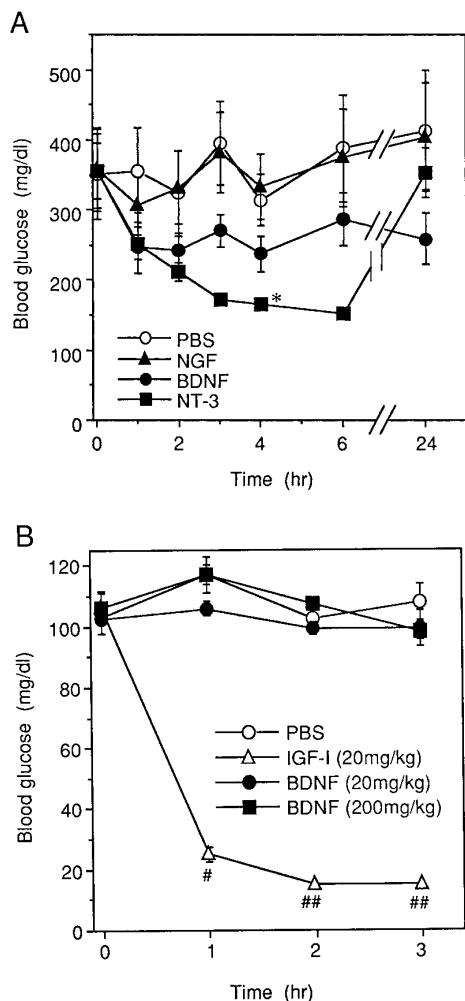 A
500
400
300
200
100
0
Blood glucose (mg/dl)
*
PBS
NGF
BDNF
NT-3
0
2
4
6
24
Time (hr)
B
120
100
80
60
40
20
0
Blood glucose (mg/dl)
PBS
IGF-I (20mg/kg)
BDNF (20mg/kg)
BDNF (200mg/kg)
#
##
##
0
1
2
3
Time (hr)